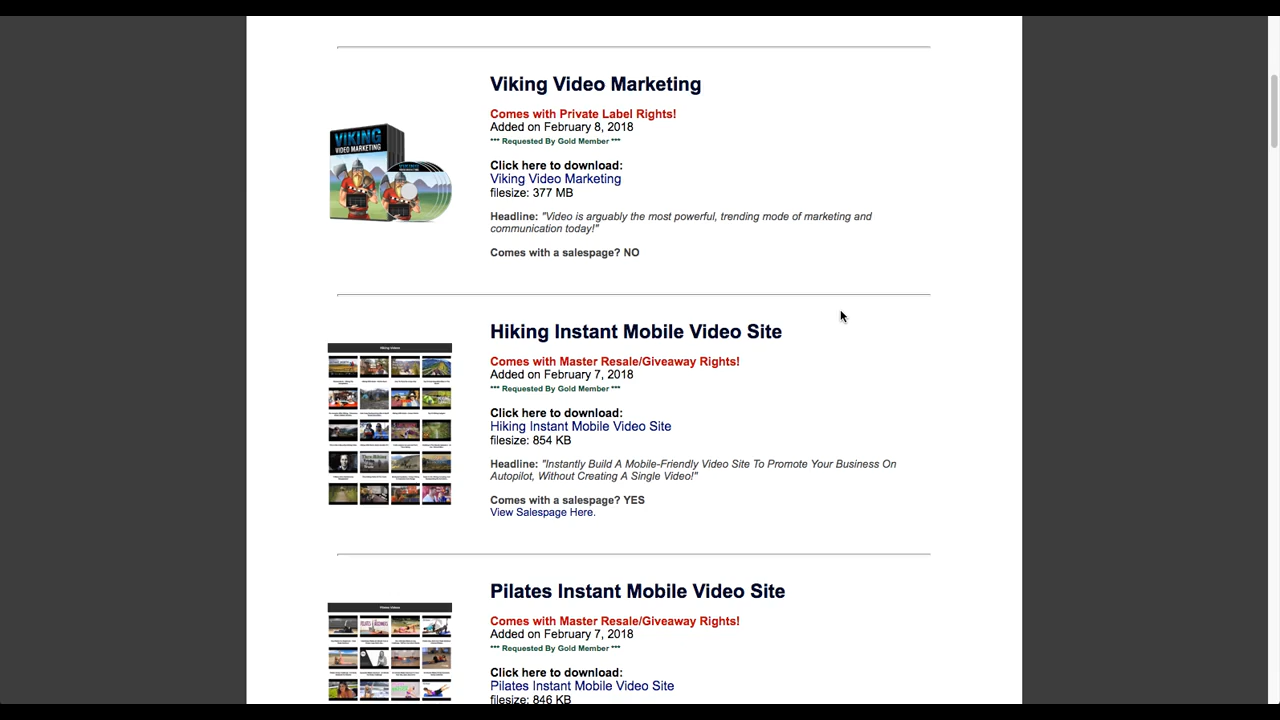 Viking Video Marketing
Comes with Private Label Rights!
Added on February 8, 2018
*** Requested By Gold Member ***
VIKING
VIDEO MARKETING
Click here to download:
Viking Video Marketing
filesize: 377 MB
Headline: "Video is arguably the most powerful, trending mode of marketing and
communication today!"
Comes with a salespage? NO
Hiking Instant Mobile Video Site
Hiking Videos
Comes with Master Resale/Giveaway Rights!
Added on February 7, 2018
*** Requested By Gold Member ***
Click here to download:
Hiking Instant Mobile Video Site
filesize: 854 KB
Headline: "Instantly Build A Mobile-Friendly Video Site To Promote Your Business On
Autopilot, Without Creating A Single Video!"
Comes with a salespage? YES
View Salespage Here.
Pilates Instant Mobile Video Site
Pilates Videos
Comes with Master Resale/Giveaway Rights!
Added on February 7, 2018
*** Requested By Gold Member ***
Click here to download:
Pilates Instant Mobile Video Site
filesize: 846 KB